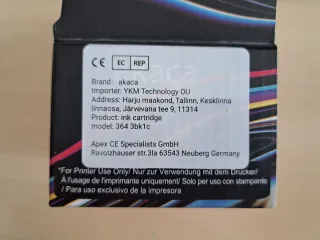 akaca
CE EC REP
Brand: akaca
Importer: YKM Technology OU
Address: Harju maakond, Tallinn, Kesklinna
linnaosa, Järvevana tee 9, 11314
Product: ink cartridge
model: 364 3bk1c
Apex CE Specialists GmbH
Ravolzhauser str.3la 63543 Neuberg Germany
*For Printer Use Only/ Nur zur Verwendung mit dem Drucker/
À l'usage de l'imprimante uniquement/ Solo per uso con stampante
/ Para uso exclusivo de la impresora